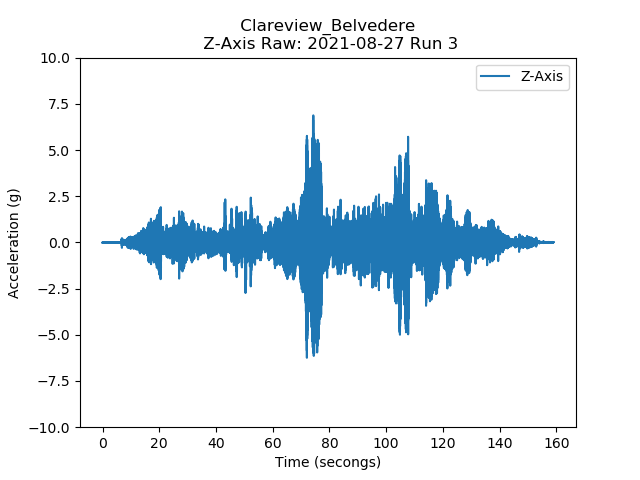 Clareview_Belvedere
Z-Axis Raw: 2021-08-27 Run 3
Z-Axis
10.0
7.5
5.0
2.5
0.0
−2.5
−5.0
−7.5
−10.0
Acceleration (g)
0 20 40 60 80 100 120 140 160
Time (secongs)